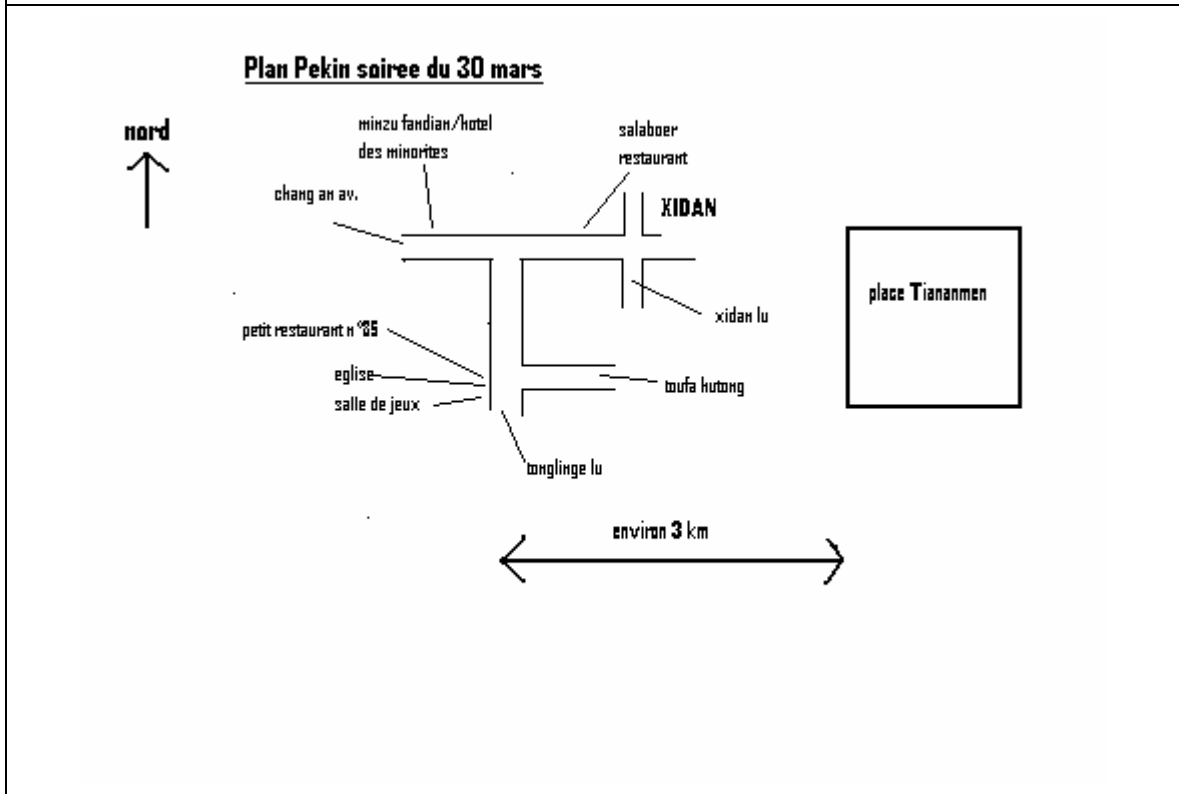 Plan Pekin soiree du 30 mars
nord
minzu fandian/hotel
des minorites
salaboer
restaurant
chang an av.
XIDAN
place Tiananmen
xidan lu
petit restaurant n°85
eglise
toufa hutong
salle de jeux
tonglinge lu
environ 3 km